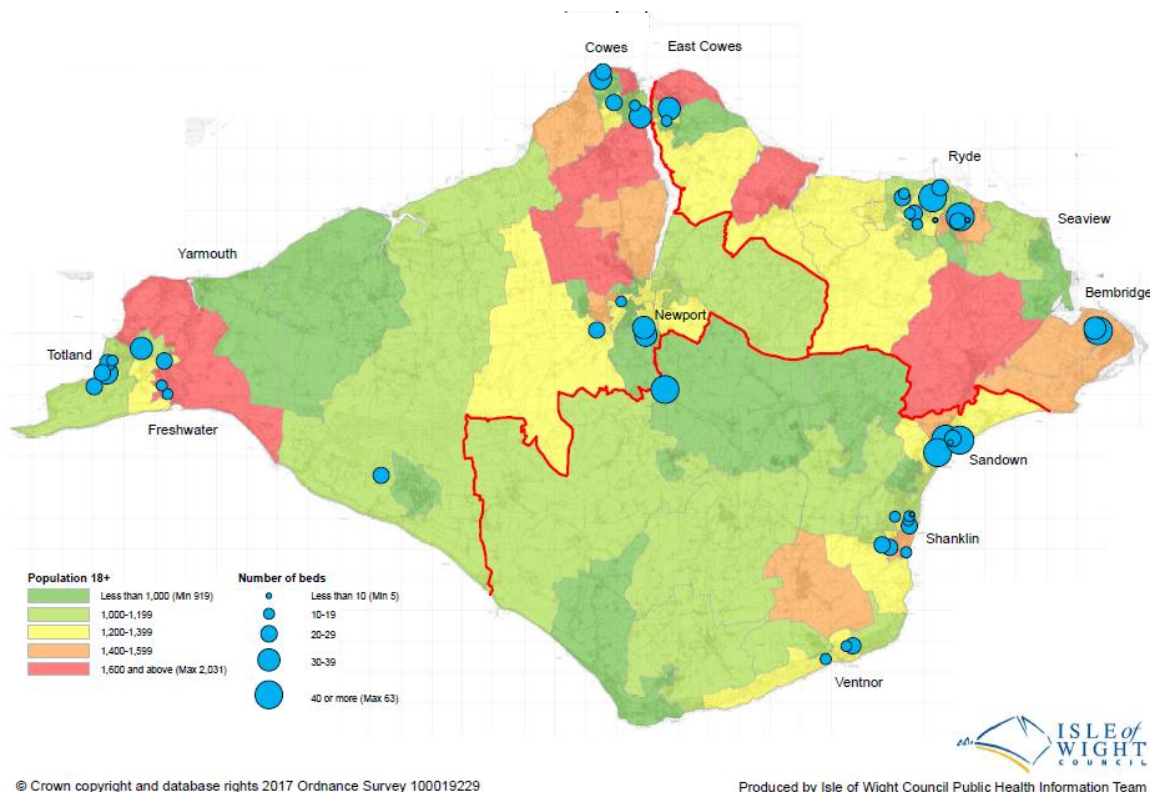 Cowes
East Cowes
Ryde
Seaview
Yarmouth
Bembridge
Newport
Totland
Freshwater
Sandown
Shanklin
Ventnor
Population 18+
Less than 1,000 (Min 919)
1,000-1,199
1,200-1,399
1,400-1,599
1,600 and above (Max 2,031)
Number of beds
Less than 10 (Min 5)
10-19
20-29
30-39
40 or more (Max 63)
ISLE of
WIGHT
COUNCIL
© Crown copyright and database rights 2017 Ordnance Survey 100019229
Produced by Isle of Wight Council Public Health Information Team